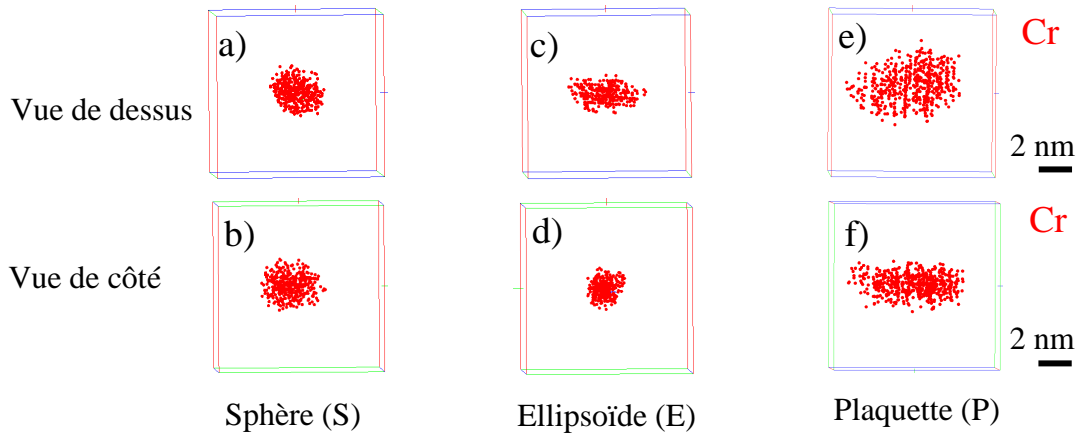 a)
c)
e)
Cr
Vue de dessus
2 nm
b)
d)
f)
Cr
Vue de côté
2 nm
Sphère (S)
Ellipsoïde (E)
Plaquette (P)